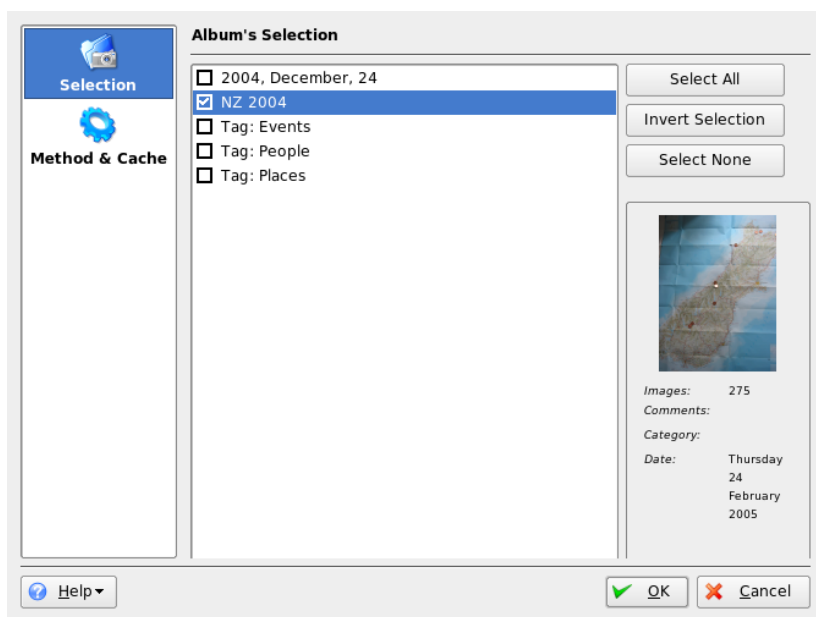 Selection
Method & Cache
Album's Selection
2004, December, 24
NZ 2004
Tag: Events
Tag: People
Tag: Places
Select All
Invert Selection
Select None
Images: 275
Comments:
Category:
Date: Thursday
24
February
2005
Help
OK
Cancel